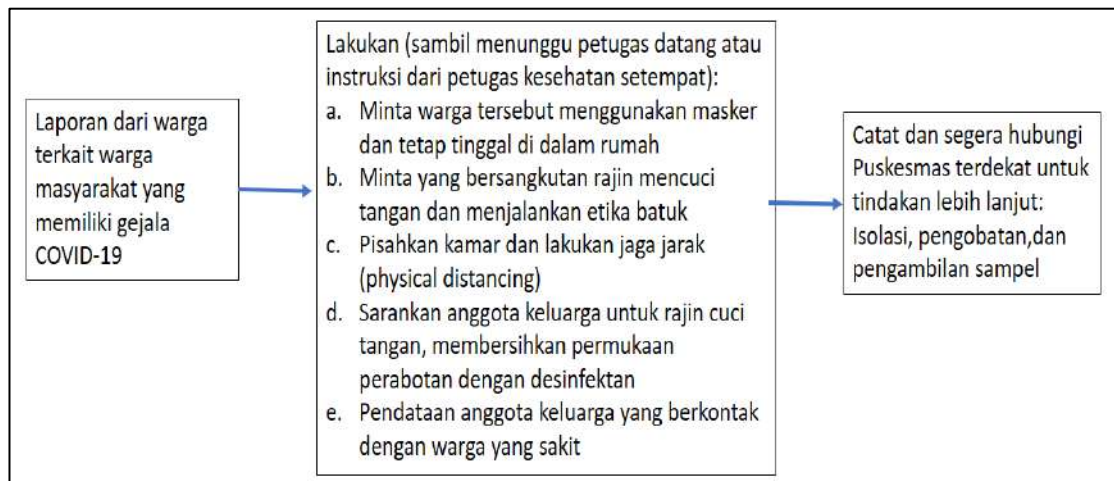 Laporan dari warga
terkait warga
masyarakat yang
memiliki gejala
COVID-19
Lakukan (sambil menunggu petugas datang atau
instruksi dari petugas kesehatan setempat):
a. Minta warga tersebut menggunakan masker
dan tetap tinggal di dalam rumah
b. Minta yang bersangkutan rajin mencuci
tangan dan menjalankan etika batuk
c. Pisahkan kamar dan lakukan jaga jarak
(physical distancing)
d. Sarankan anggota keluarga untuk rajin cuci
tangan, membersihkan permukaan
perabotan dengan desinfektan
e. Pendataan anggota keluarga yang berkontak
dengan warga yang sakit
Catat dan segera hubungi
Puskesmas terdekat untuk
tindakan lebih lanjut:
Isolasi, pengobatan,dan
pengambilan sampel